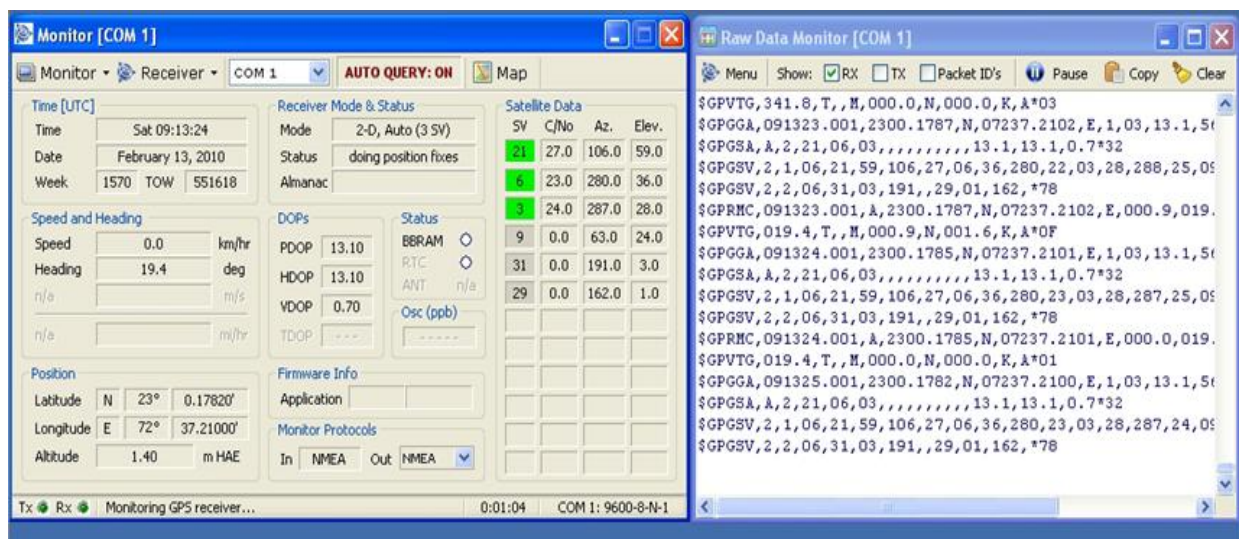 Monitor [COM 1]
Monitor Receiver COM 1 AUTO QUERY: ON Map
Time [UTC]
Time Sat 09:13:24
Date February 13, 2010
Week 1570 TOW 551618
Speed and Heading
Speed 0.0 km/hr
Heading 19.4 deg
n/a m/s
n/a mi/hr
Position
Latitude N 23° 0.17820'
Longitude E 72° 37.21000'
Altitude 1.40 m HAE
Receiver Mode & Status
Mode 2-D, Auto (3 SV)
Status doing position fixes
Almanac
DOPs
PDOP 13.10
HDOP 13.10
VDOP 0.70
TDOP ---
Status
BBRAM
RTC
ANT n/a
Osc (ppb)
-----
Firmware Info
Application
Monitor Protocols
In NMEA Out NMEA
Satellite Data
SV C/No Az. Elev.
21 27.0 106.0 59.0
6 23.0 280.0 36.0
3 24.0 287.0 28.0
9 0.0 63.0 24.0
31 0.0 191.0 3.0
29 0.0 162.0 1.0
Tx Rx Monitoring GPS receiver... 0:01:04 COM 1: 9600-8-N-1
Raw Data Monitor [COM 1]
Menu Show: RX TX Packet ID's Pause Copy Clear
$GPVTG,341.8,T,,M,000.0,N,000.0,K,A*03
$GPGGA,091323.001,2300.1787,N,07237.2102,E,1,03,13.1,56
$GPGSA,A,2,21,06,03,,,,,,,,,,13.1,13.1,0.7*32
$GPGSV,2,1,06,21,59,106,27,06,36,280,22,03,28,288,25,09
$GPGSV,2,2,06,31,03,191,,29,01,162,*78
$GPRMC,091323.001,A,2300.1787,N,07237.2102,E,000.9,019.
$GPVTG,019.4,T,,M,000.9,N,001.6,K,A*0F
$GPGGA,091324.001,2300.1785,N,07237.2101,E,1,03,13.1,56
$GPGSA,A,2,21,06,03,,,,,,,,,,13.1,13.1,0.7*32
$GPGSV,2,1,06,21,59,106,27,06,36,280,23,03,28,287,25,09
$GPGSV,2,2,06,31,03,191,,29,01,162,*78
$GPRMC,091324.001,A,2300.1785,N,07237.2101,E,000.0,019.
$GPVTG,019.4,T,,M,000.0,N,000.0,K,A*01
$GPGGA,091325.001,2300.1782,N,07237.2100,E,1,03,13.1,56
$GPGSA,A,2,21,06,03,,,,,,,,,,13.1,13.1,0.7*32
$GPGSV,2,1,06,21,59,106,27,06,36,280,23,03,28,287,24,09
$GPGSV,2,2,06,31,03,191,,29,01,162,*78